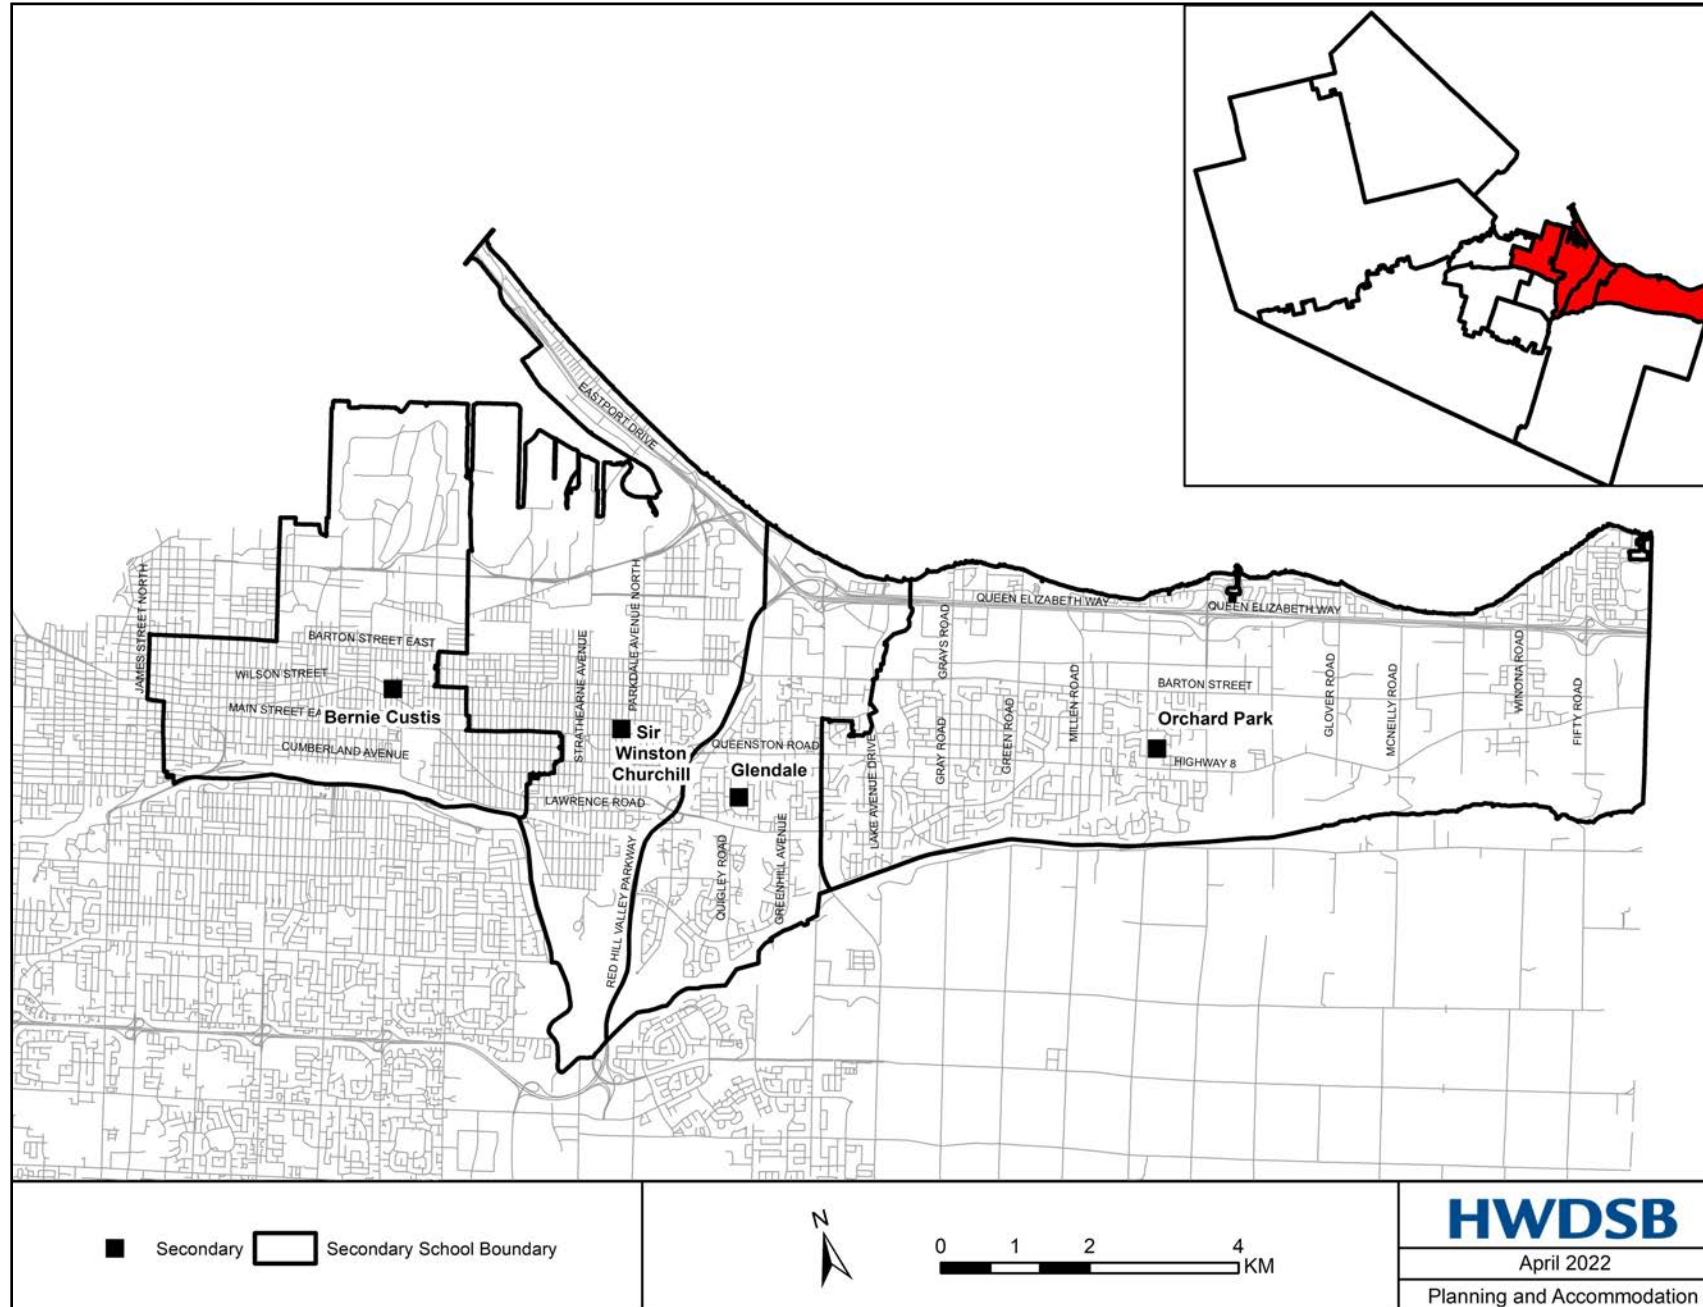 EASTPORT DRIVE
JAMES STREET NORTH
BARTON STREET EAST
WILSON STREET
MAIN STREET EA
Bernie Custis
CUMBERLAND AVENUE
STRATHEARNE AVENUE
PARKDALE AVENUE NORTH
Sir
Winston
Churchill
LAWRENCE ROAD
RED HILL VALLEY PARKWAY
QUEENSTON ROAD
Glendale
QUIGLEY ROAD
GREENHILL AVENUE
LAKE AVENUE DRIVE
GRAYS ROAD
GRAY ROAD
GREEN ROAD
QUEEN ELIZABETH WAY
QUEEN ELIZABETH WAY
MILLEN ROAD
BARTON STREET
Orchard Park
HIGHWAY 8
GLOVER ROAD
MCNEILLY ROAD
WINONA ROAD
FIFTY ROAD
Secondary
Secondary School Boundary
N
0 1 2 4
KM
HWDSB
April 2022
Planning and Accommodation